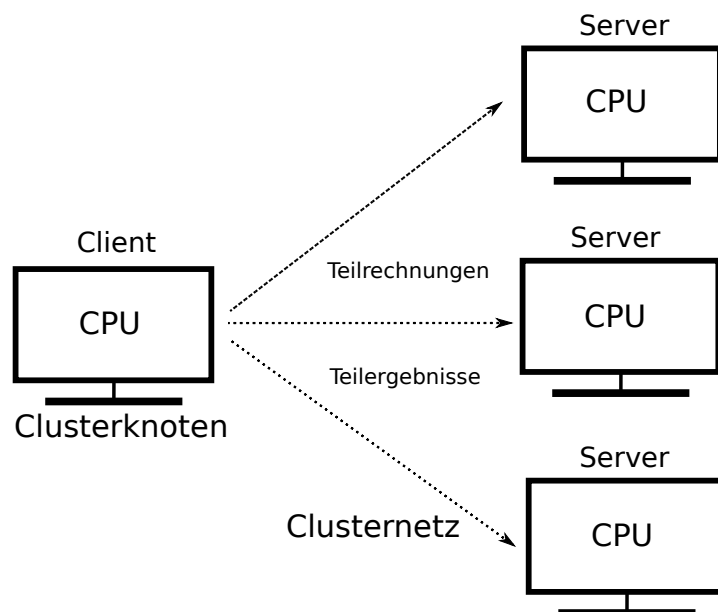 Server
CPU
Client
CPU
Clusterknoten
Teilrechnungen
Teilergebnisse
Server
CPU
Clusternetz
Server
CPU